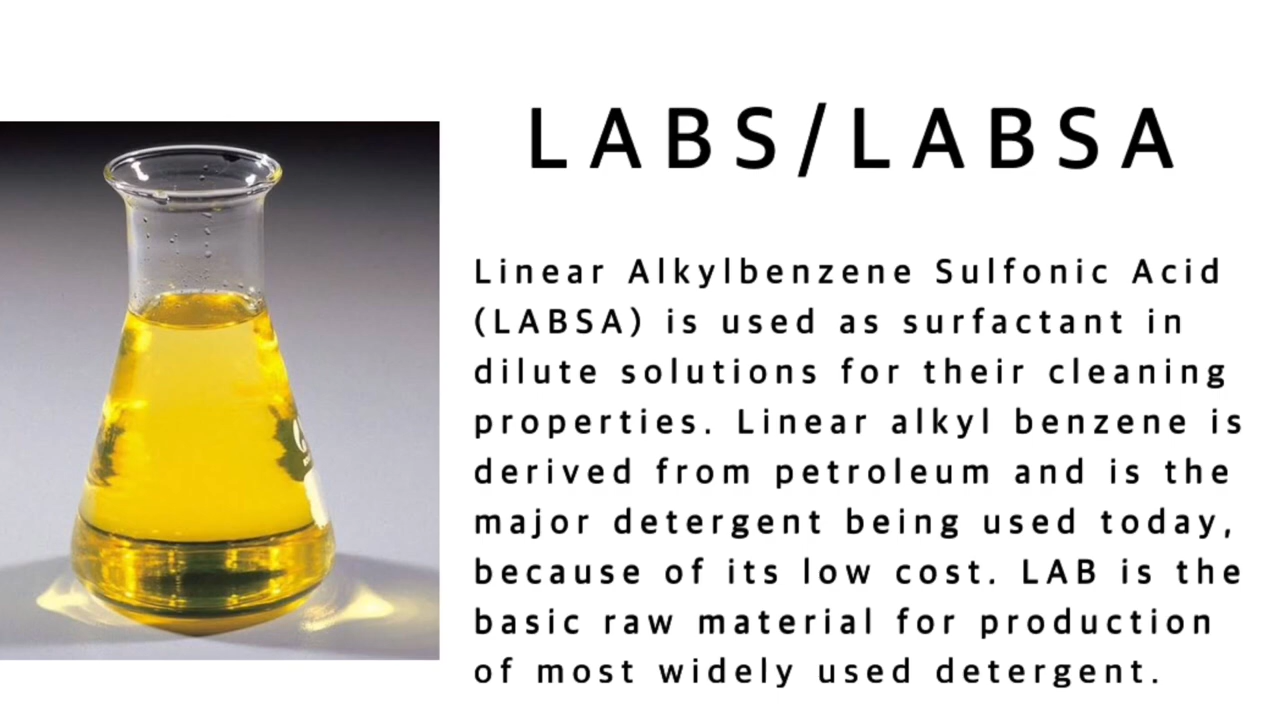 LABS/LABSA
Linear Alkylbenzene Sulfonic Acid
(LABSA) is used as surfactant in
dilute solutions for their cleaning
properties. Linear alkyl benzene is
derived from petroleum and is the
major detergent being used today,
because of its low cost. LAB is the
basic raw material for production
of most widely used detergent.